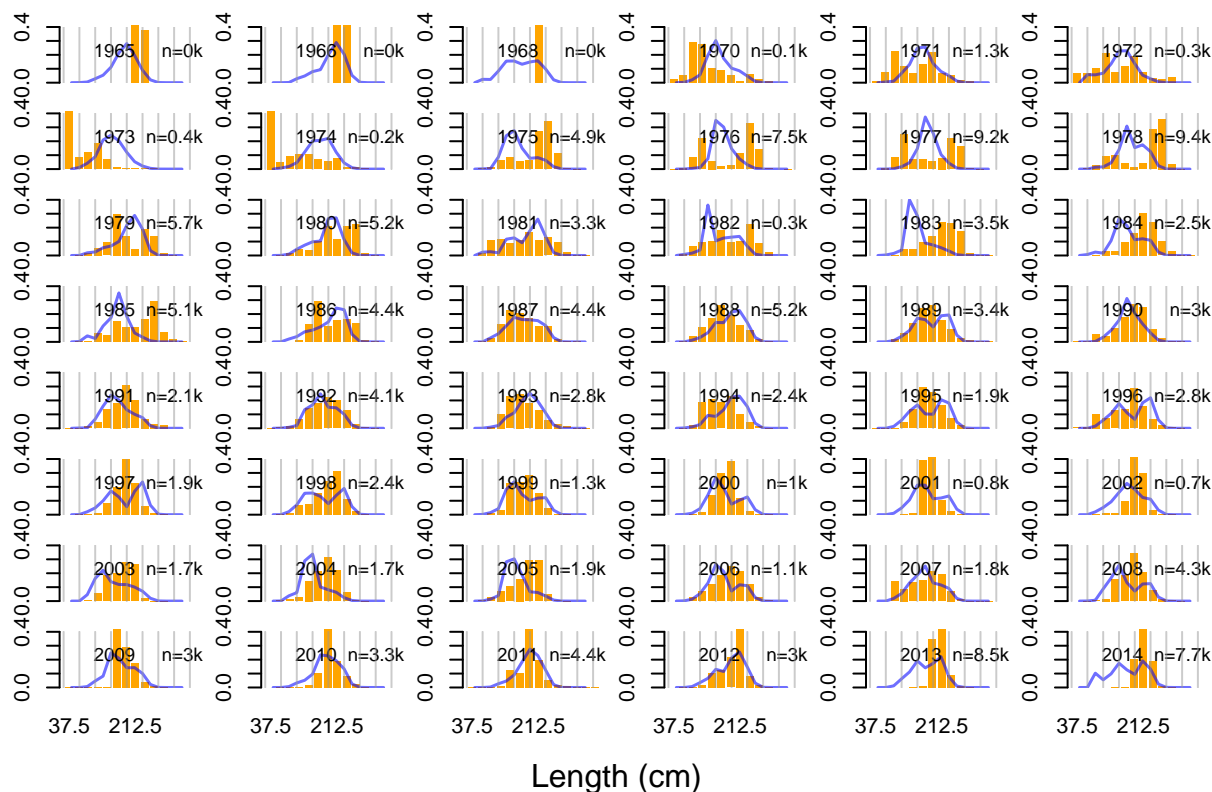 0.4 1965 n=0k 0.4 1966 n=0k 0.4 1968 n=0k 0.4 1970 n=0.1k 0.4 1971 n=1.3k 0.4 1972 n=0.3k
0.0 0.0 0.0 0.0 0.0 0.0
0.4 1973 n=0.4k 0.4 1974 n=0.2k 0.4 1975 n=4.9k 0.4 1976 n=7.5k 0.4 1977 n=9.2k 0.4 1978 n=9.4k
0.0 0.0 0.0 0.0 0.0 0.0
0.4 1979 n=5.7k 0.4 1980 n=5.2k 0.4 1981 n=3.3k 0.4 1982 n=0.3k 0.4 1983 n=3.5k 0.4 1984 n=2.5k
0.0 0.0 0.0 0.0 0.0 0.0
0.4 1985 n=5.1k 0.4 1986 n=4.4k 0.4 1987 n=4.4k 0.4 1988 n=5.2k 0.4 1989 n=3.4k 0.4 1990 n=3k
0.0 0.0 0.0 0.0 0.0 0.0
0.4 1991 n=2.1k 0.4 1992 n=4.1k 0.4 1993 n=2.8k 0.4 1994 n=2.4k 0.4 1995 n=1.9k 0.4 1996 n=2.8k
0.0 0.0 0.0 0.0 0.0 0.0
0.4 1997 n=1.9k 0.4 1998 n=2.4k 0.4 1999 n=1.3k 0.4 2000 n=1k 0.4 2001 n=0.8k 0.4 2002 n=0.7k
0.0 0.0 0.0 0.0 0.0 0.0
0.4 2003 n=1.7k 0.4 2004 n=1.7k 0.4 2005 n=1.9k 0.4 2006 n=1.1k 0.4 2007 n=1.8k 0.4 2008 n=4.3k
0.0 0.0 0.0 0.0 0.0 0.0
0.4 2009 n=3k 0.4 2010 n=3.3k 0.4 2011 n=4.4k 0.4 2012 n=3k 0.4 2013 n=8.5k 0.4 2014 n=7.7k
0.0 0.0 0.0 0.0 0.0 0.0
37.5 212.5 37.5 212.5 37.5 212.5 37.5 212.5 37.5 212.5 37.5 212.5
Length (cm)